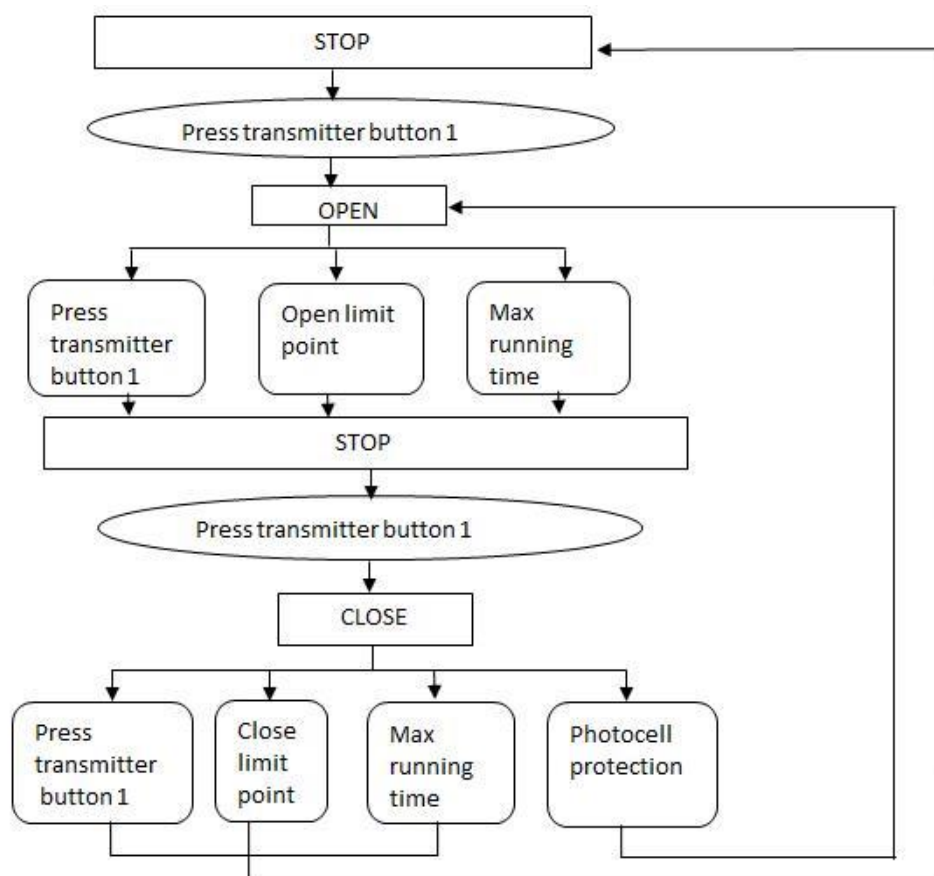 STOP
Press transmitter button 1
OPEN
Press
transmitter
button 1
Open limit
point
Max
running
time
STOP
Press transmitter button 1
CLOSE
Press
transmitter
button 1
Close
limit
point
Max
running
time
Photocell
protection